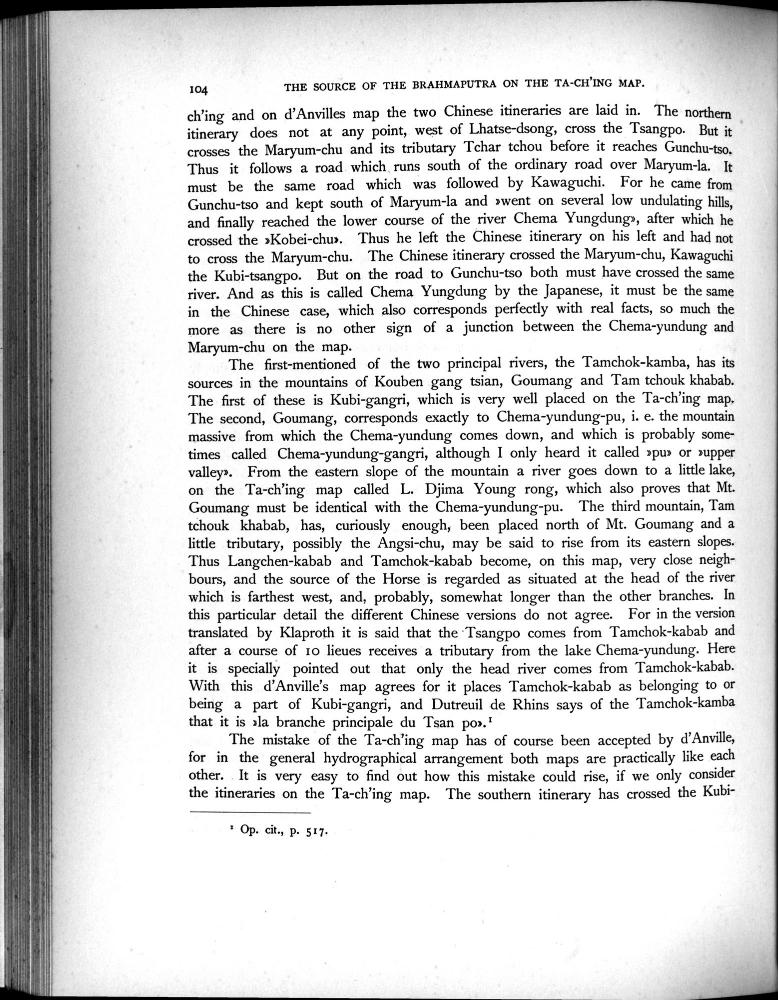 104 THE SOURCE OF THE BRAHMAPUTRA ON THE TA-CH'ING MAP.
ch'ing and on d'Anvilles map the two Chinese itineraries are laid in. The northern
itinerary does not at any point, west of Lhatse-dsong, cross the Tsangpo. But it
crosses the Maryum-chu and its tributary Tchar tchou before it reaches Gunchu-tso.
Thus it follows a road which runs south of the ordinary road over Maryum-la. It
must be the same road which was followed by Kawaguchi. For he came from
Gunchu-tso and kept south of Maryum-la and »went on several low undulating hills,
and finally reached the lower course of the river Chema Yungdung», after which he
crossed the »Kobei-chu». Thus he left the Chinese itinerary on his left and had not
to cross the Maryum-chu. The Chinese itinerary crossed the Maryum-chu, Kawaguchi
the Kubi-tsangpo. But on the road to Gunchu-tso both must have crossed the same
river. And as this is called Chema Yungdung by the Japanese, it must be the same
in the Chinese case, which also corresponds perfectly with real facts, so much the
more as there is no other sign of a junction between the Chema-yundung and
Maryum-chu on the map.
The first-mentioned of the two principal rivers, the Tamchok-kamba, has its
sources in the mountains of Kouben gang tsian, Goumang and Tam tchouk khabab.
The first of these is Kubi-gangri, which is very well placed on the Ta-ch'ing map.
The second, Goumang, corresponds exactly to Chema-yundung-pu, i. e. the mountain
massive from which the Chema-yundung comes down, and which is probably some-
times called Chema-yundung-gangri, although I only heard it called »pu» or »upper
valley». From the eastern slope of the mountain a river goes down to a little lake,
on the Ta-ch'ing map called L. Djima Young rong, which also proves that Mt.
Goumang must be identical with the Chema-yundung-pu. The third mountain, Tam
tchouk khabab, has, curiously enough, been placed north of Mt. Goumang and a
little tributary, possibly the Angsi-chu, may be said to rise from its eastern slopes.
Thus Langchen-kabab and Tamchok-kabab become, on this map, very close neigh-
bours, and the source of the Horse is regarded as situated at the head of the river
which is farthest west, and, probably, somewhat longer than the other branches. In
this particular detail the different Chinese versions do not agree. For in the version
translated by Klaproth it is said that the Tsangpo comes from Tamchok-kabab and
after a course of 10 lieues receives a tributary from the lake Chema-yundung. Here
it is specially pointed out that only the head river comes from Tamchok-kabab.
With this d'Anville's map agrees for it places Tamchok-kabab as belonging to or
being a part of Kubi-gangri, and Dutreuil de Rhins says of the Tamchok-kamba
that it is »la branche principale du Tsan po».¹
The mistake of the Ta-ch'ing map has of course been accepted by d'Anville,
for in the general hydrographical arrangement both maps are practically like each
other. It is very easy to find out how this mistake could rise, if we only consider
the itineraries on the Ta-ch'ing map. The southern itinerary has crossed the Kubi-
¹ Op. cit., p. 517.